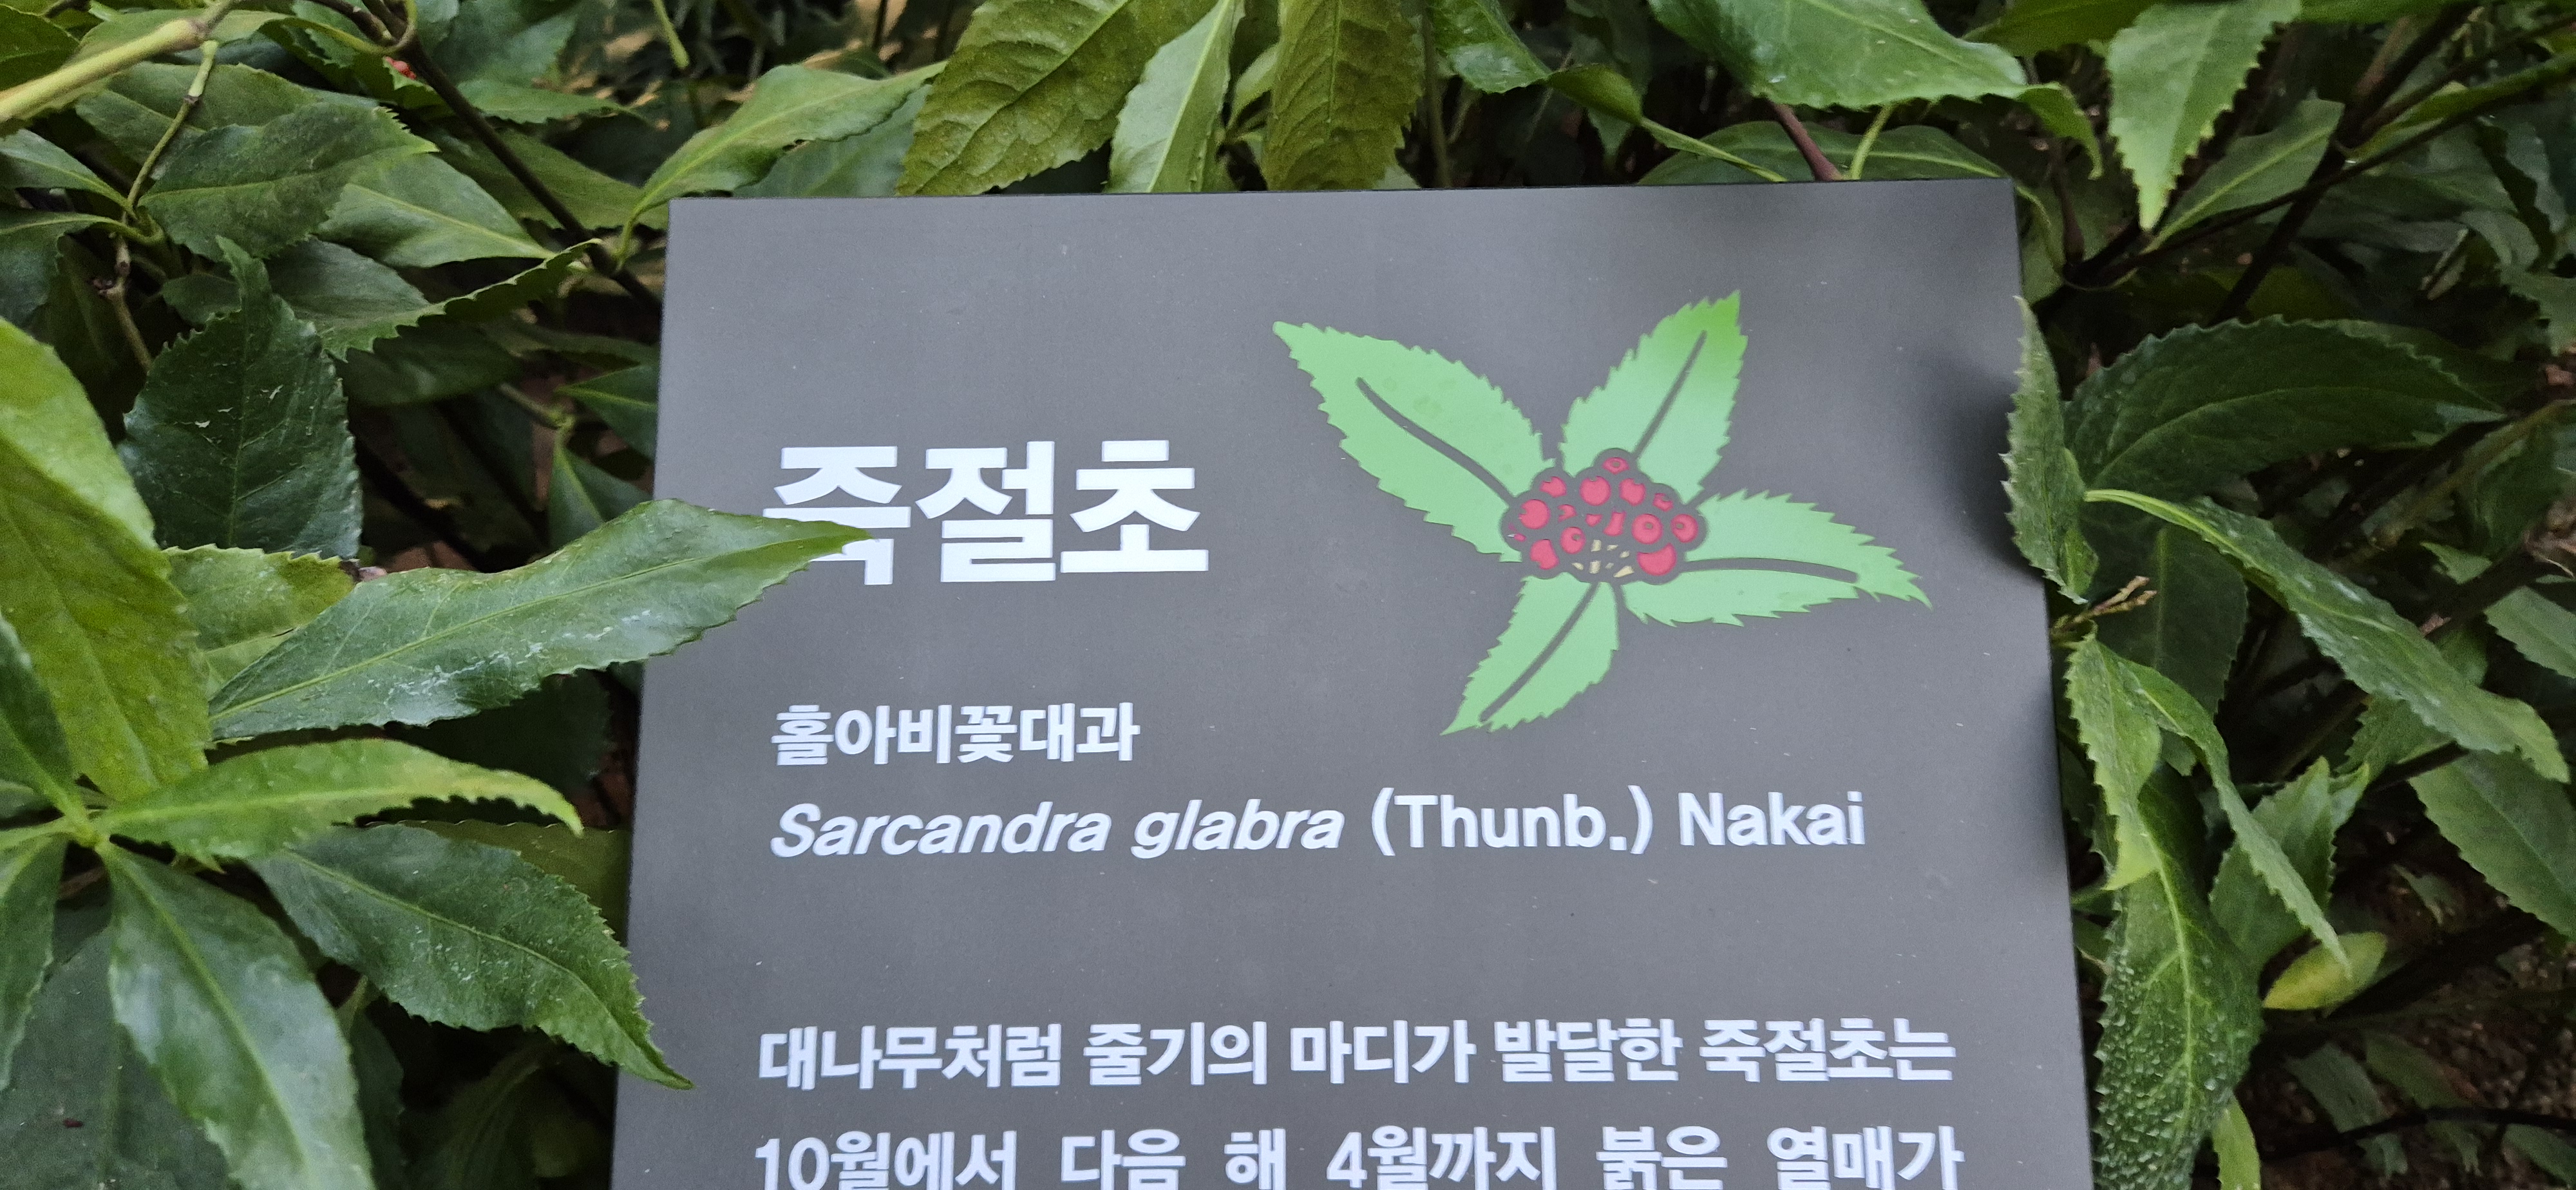 죽절초
홀아비꽃대과
Sarcandra glabra (Thunb.) Nakai
대나무처럼 줄기의 마디가 발달한 죽절초는
10월에서 다음 해 4월까지 붉은 열매가